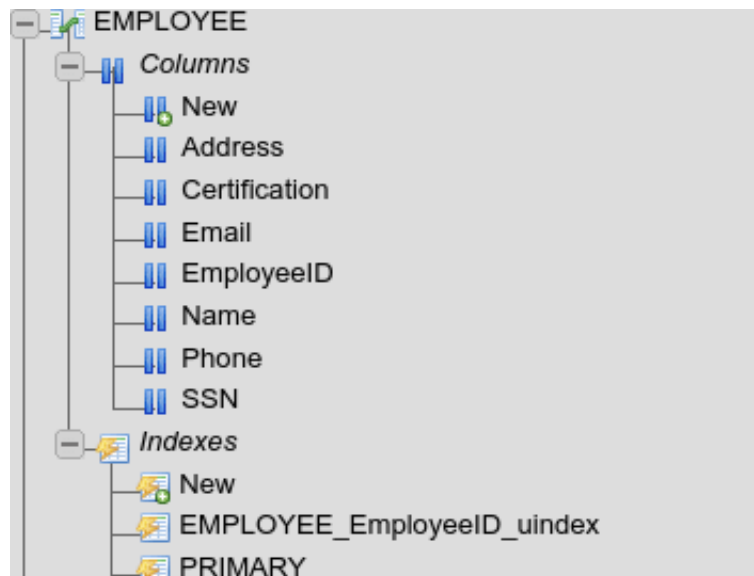 EMPLOYEE
Columns
New
Address
Certification
Email
EmployeeID
Name
Phone
SSN
Indexes
New
EMPLOYEE_EmployeeID_uindex
PRIMARY